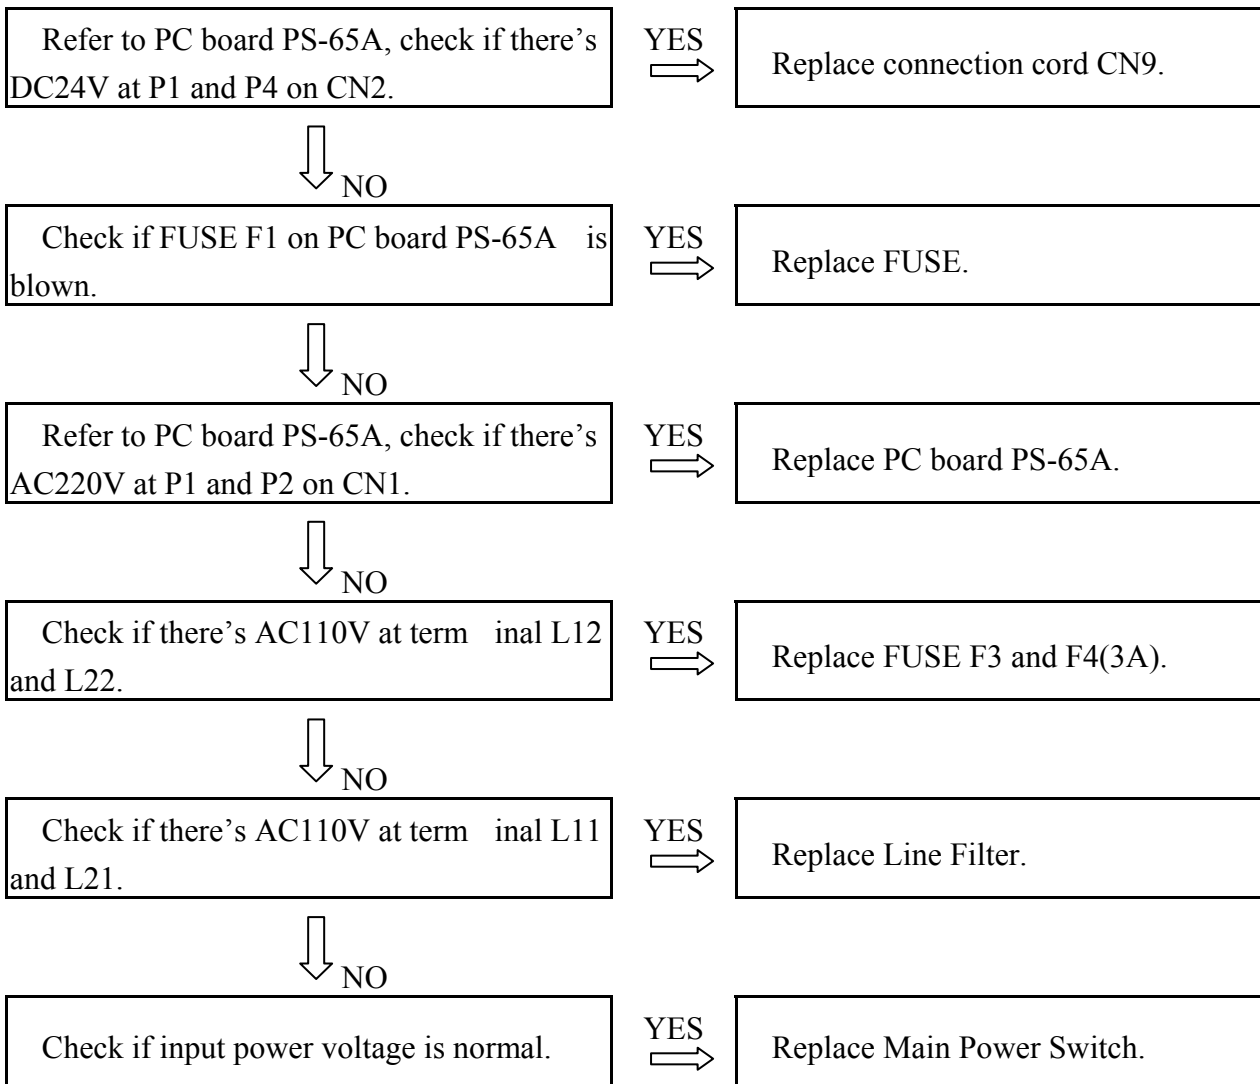 Refer to PC board PS-65A, check if there's
DC24V at P1 and P4 on CN2.
YES
Replace connection cord CN9.
NO
Check if FUSE F1 on PC board PS-65A is
blown.
YES
Replace FUSE.
NO
Refer to PC board PS-65A, check if there's
AC220V at P1 and P2 on CN1.
YES
Replace PC board PS-65A.
NO
Check if there's AC110V at term inal L12
and L22.
YES
Replace FUSE F3 and F4(3A).
NO
Check if there's AC110V at term inal L11
and L21.
YES
Replace Line Filter.
NO
Check if input power voltage is normal.
YES
Replace Main Power Switch.